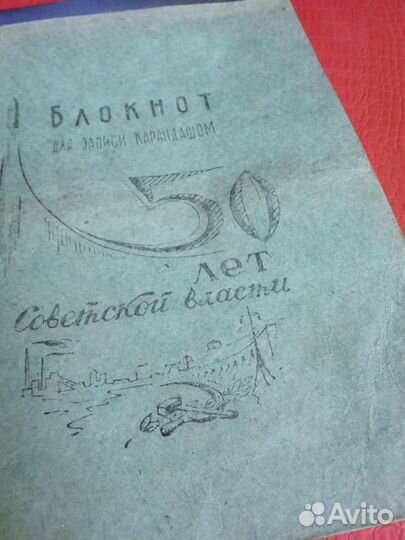 БЛОКНОТ
ДЛЯ ЗАПИСИ КАРАНДАШОМ
50
лет
Советской власти
Avito